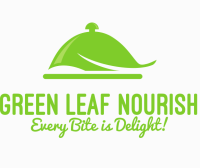 GREEN LEAF NOURISH
Every Bite is Delight!